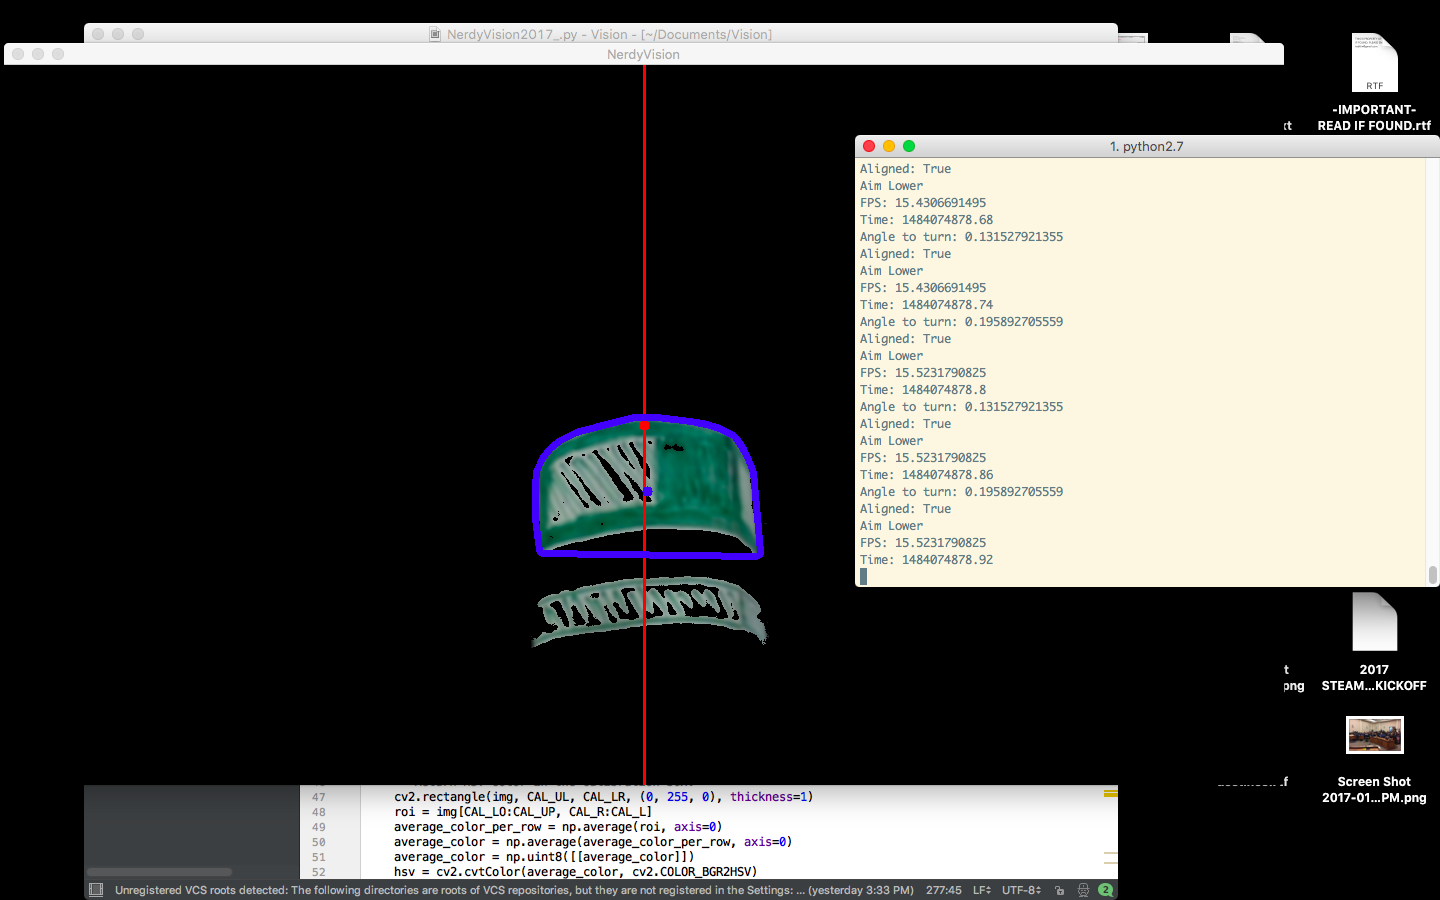 NerdyVision2017_.py - Vision - [~/Documents/Vision]
NerdyVision
RTF
-IMPORTANT-
READ IF FOUND.rtf
xt
1. python2.7
Aligned: True
Aim Lower
FPS: 15.4306691495
Time: 1484074878.68
Angle to turn: 0.131527921355
Aligned: True
Aim Lower
FPS: 15.4306691495
Time: 1484074878.74
Angle to turn: 0.195892705559
Aligned: True
Aim Lower
FPS: 15.5231790825
Time: 1484074878.8
Angle to turn: 0.131527921355
Aligned: True
Aim Lower
FPS: 15.5231790825
Time: 1484074878.86
Angle to turn: 0.195892705559
Aligned: True
Aim Lower
FPS: 15.5231790825
Time: 1484074878.92
t
png
2017
STEAM...KICKOFF
Screen Shot
2017-01...PM.png
47 cv2.rectangle(img, CAL_UL, CAL_LR, (0, 255, 0), thickness=1)
48 roi = img[CAL_LO:CAL_UP, CAL_R:CAL_L]
49 average_color_per_row = np.average(roi, axis=0)
50 average_color = np.average(average_color_per_row, axis=0)
51 average_color = np.uint8([[average_color]])
52 hsv = cv2.cvtColor(average_color, cv2.COLOR_BGR2HSV)
Unregistered VCS roots detected: The following directories are roots of VCS repositories, but they are not registered in the Settings: ... (yesterday 3:33 PM) 277:45 LF UTF-8 2